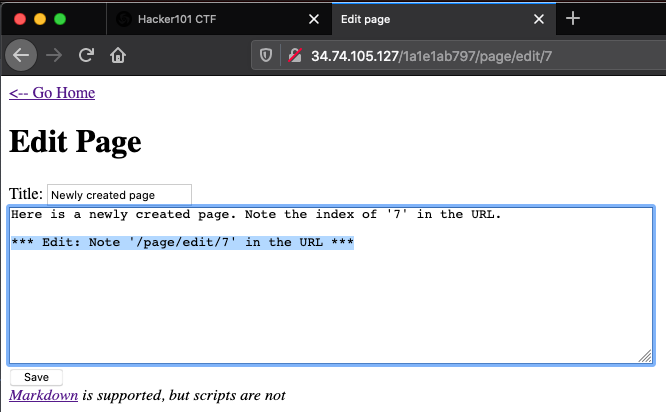 Hacker101 CTF
Edit page
34.74.105.127/1a1e1ab797/page/edit/7
<-- Go Home
Edit Page
Title: Newly created page
Here is a newly created page. Note the index of '7' in the URL.
*** Edit: Note '/page/edit/7' in the URL ***
Save
Markdown is supported, but scripts are not